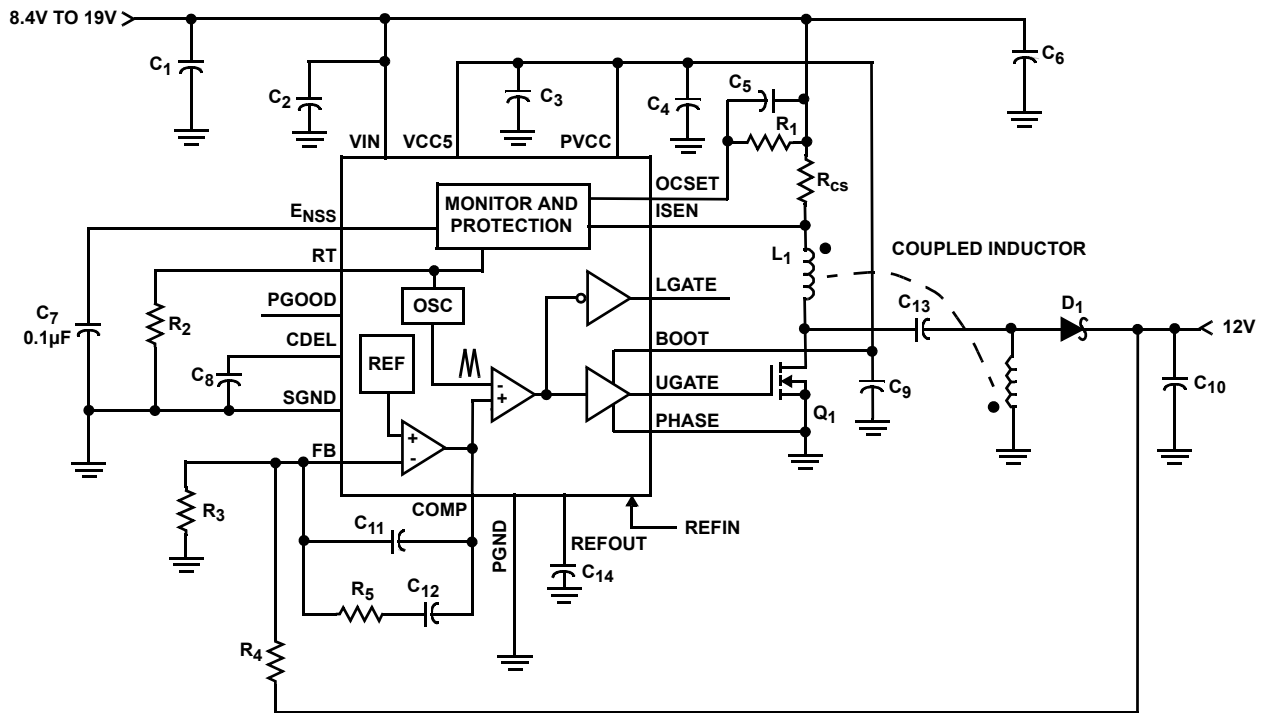 8.4V TO 19V
C1
C2
C3
C4
C5
C6
R1
VIN
VCC5
PVCC
OCSET
RCS
ISEN
MONITOR AND
PROTECTION
ENSS
RT
L1
COUPLED INDUCTOR
PGOOD
OSC
LGATE
C7
0.1µF
R2
C13
D1
12V
CDEL
REF
BOOT
C8
UGATE
C9
C10
SGND
-
+
Q1
PHASE
FB
+
-
R3
COMP
C11
PGND
REFOUT
REFIN
C14
R5
C12
R4